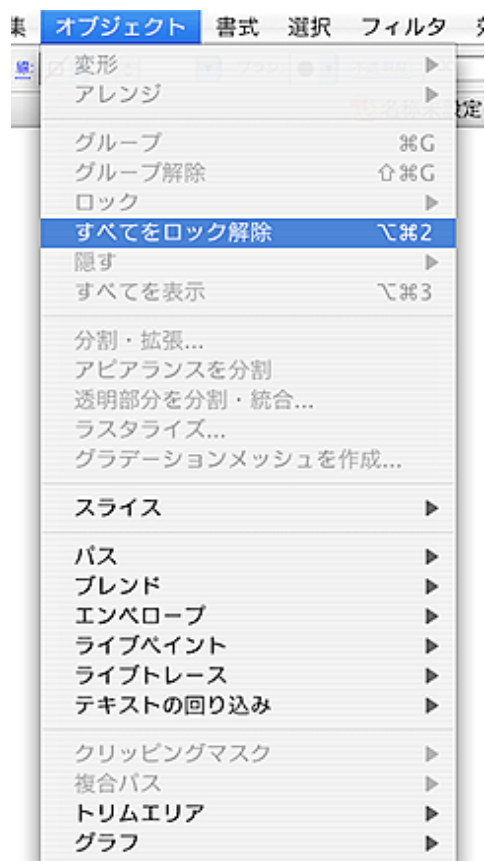 集 オブジェクト 書式 選択 フィルタ 効
線:
変形
アレンジ
設定
グループ ⌘G
グループ解除 ⇧⌘G
ロック
すべてをロック解除 ⌥⌘2
隠す
すべてを表示 ⌥⌘3
分割・拡張...
アピアランスを分割
透明部分を分割・統合...
ラスタライズ...
グラデーションメッシュを作成...
スライス
パス
ブレンド
エンベロープ
ライブペイント
ライブトレース
テキストの回り込み
クリッピングマスク
複合パス
トリムエリア
グラフ